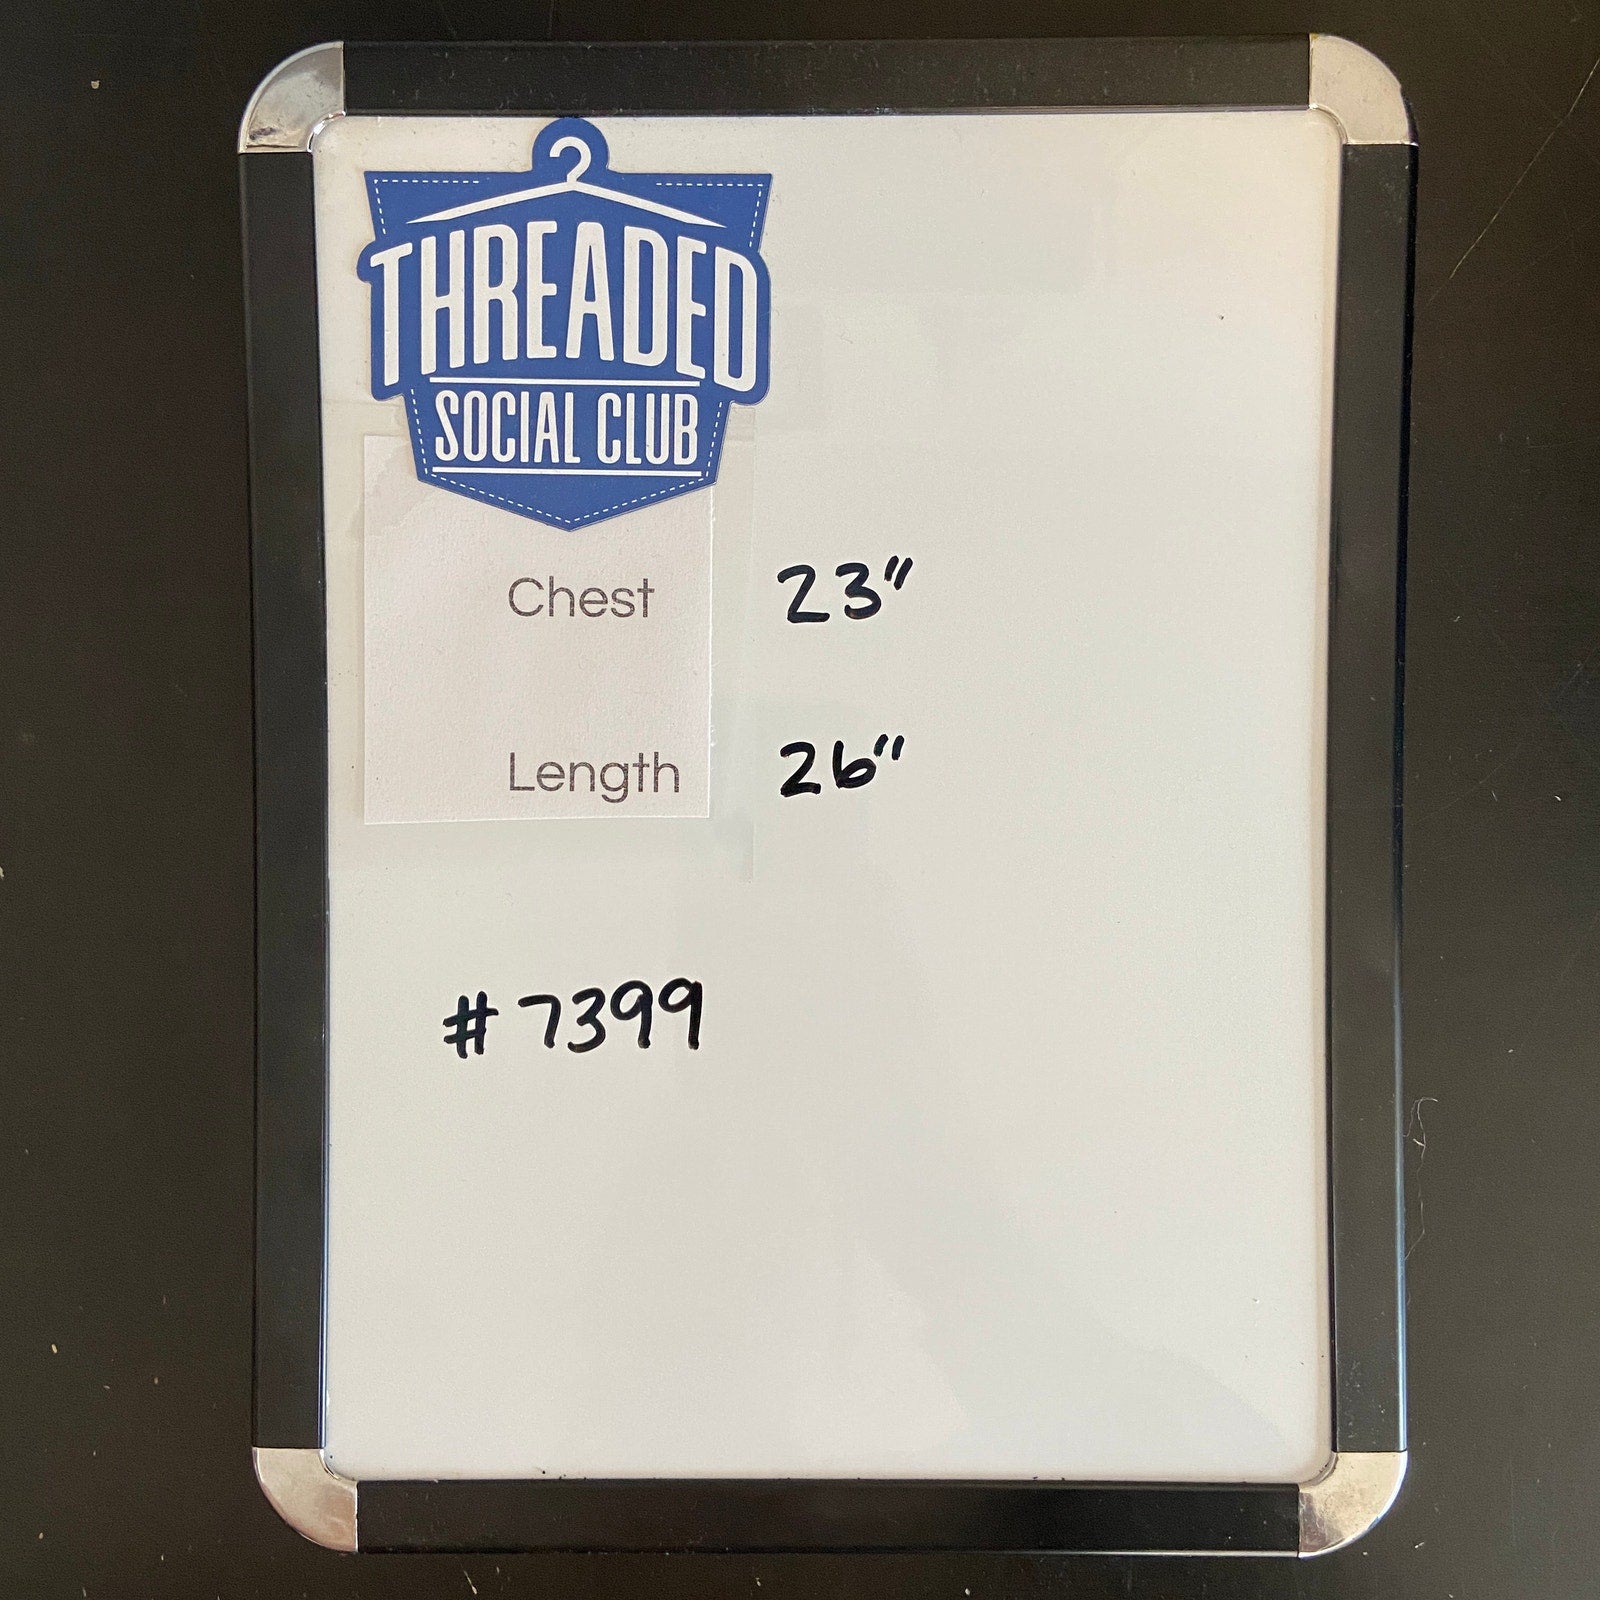 THREADED
SOCIAL CLUB
Chest 23"
Length 26"
# 7399